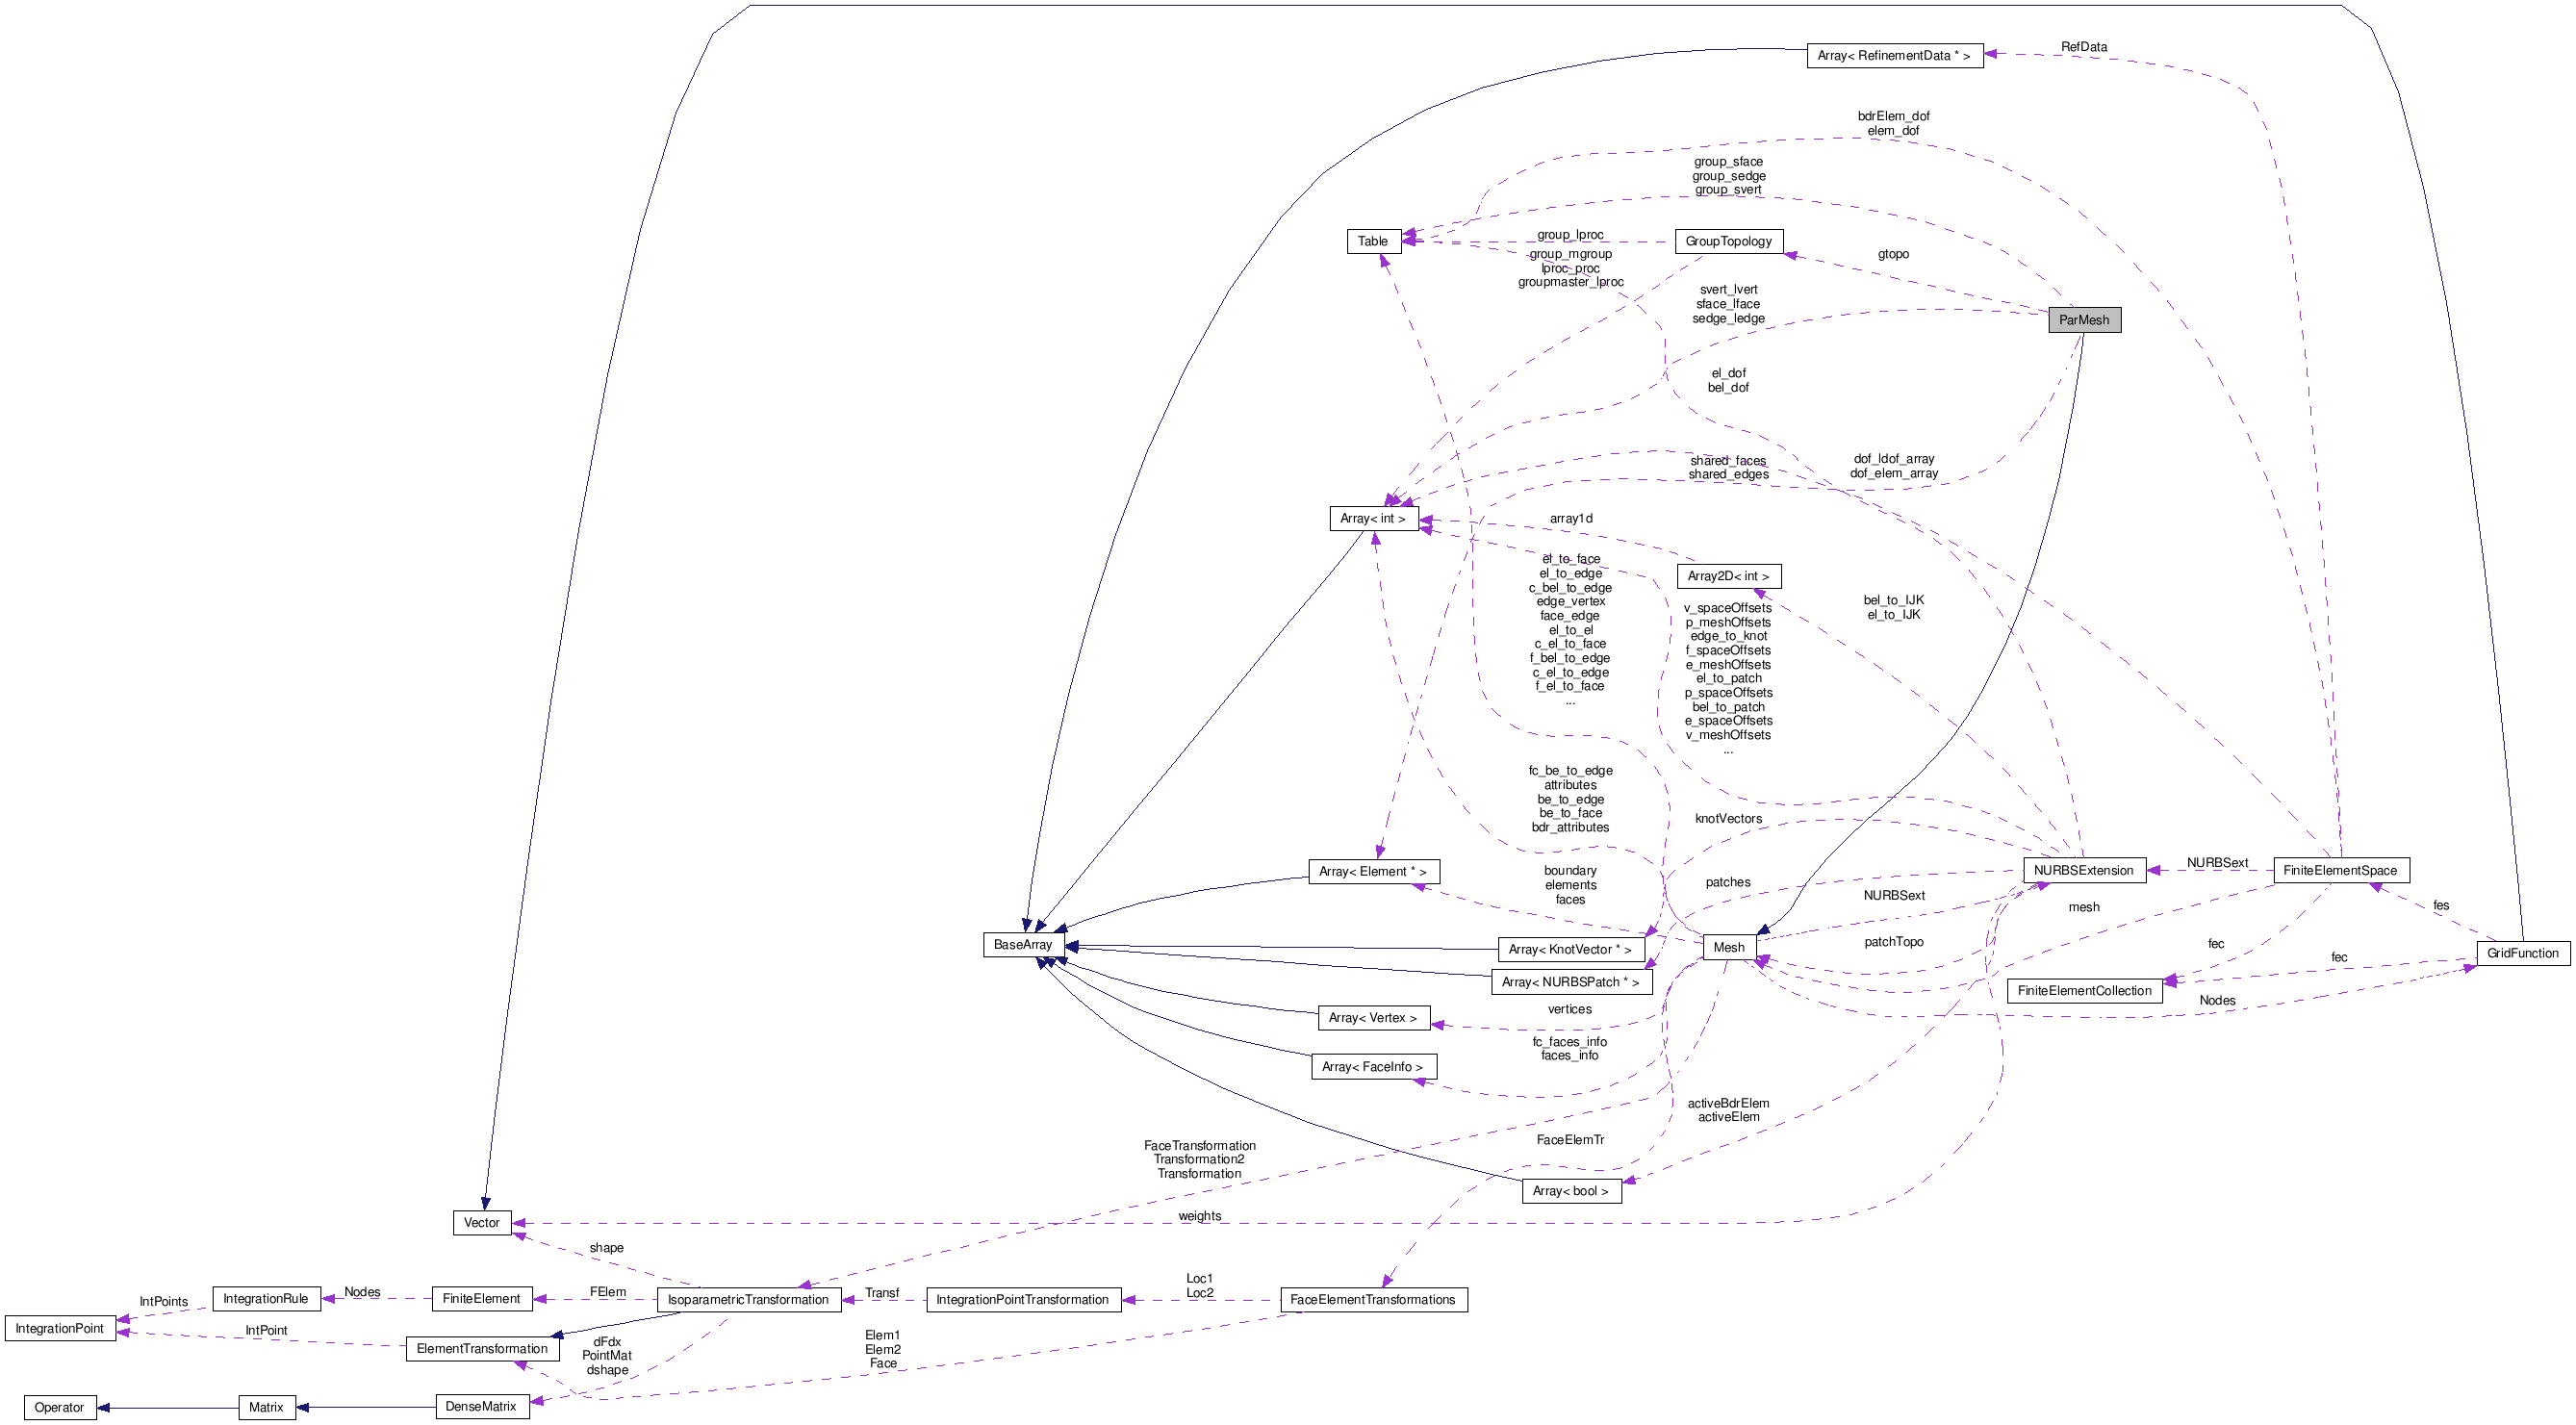 RefData
Array< RefinementData * >
bdrElem_dof
elem_dof
group_sface
group_sedge
group_svert
Table
group_lproc
GroupTopology
gtopo
group_mgroup
lproc_proc
groupmaster_lproc
svert_lvert
sface_lface
sedge_ledge
ParMesh
el_dof
bel_dof
shared_faces
shared_edges
dof_ldof_array
dof_elem_array
Array< int >
array1d
Array2D< int >
el_to_face
el_to_edge
c_bel_to_edge
edge_vertex
face_edge
el_to_el
c_el_to_face
f_bel_to_edge
c_el_to_edge
f_el_to_face
...
v_spaceOffsets
p_meshOffsets
edge_to_knot
f_spaceOffsets
e_meshOffsets
el_to_patch
p_spaceOffsets
bel_to_patch
e_spaceOffsets
v_meshOffsets
...
bel_to_IJK
el_to_IJK
fc_be_to_edge
attributes
be_to_edge
be_to_face
bdr_attributes
knotVectors
Array< Element * >
boundary
elements
faces
patches
NURBSExtension
NURBSext
FiniteElementSpace
NURBSext
mesh
fes
BaseArray
Array< KnotVector * >
Mesh
patchTopo
fec
GridFunction
fec
Array< NURBSPatch * >
FiniteElementCollection
Nodes
Array< Vertex >
vertices
fc_faces_info
faces_info
Array< FaceInfo >
activeBdrElem
activeElem
FaceElemTr
FaceTransformation
Transformation2
Transformation
Array< bool >
Vector
weights
shape
IntPoints
IntegrationRule
Nodes
FiniteElement
FElem
IsoparametricTransformation
Transf
IntegrationPointTransformation
Loc1
Loc2
FaceElementTransformations
IntegrationPoint
IntPoint
ElementTransformation
dFdx
PointMat
dshape
Elem1
Elem2
Face
Operator
Matrix
DenseMatrix